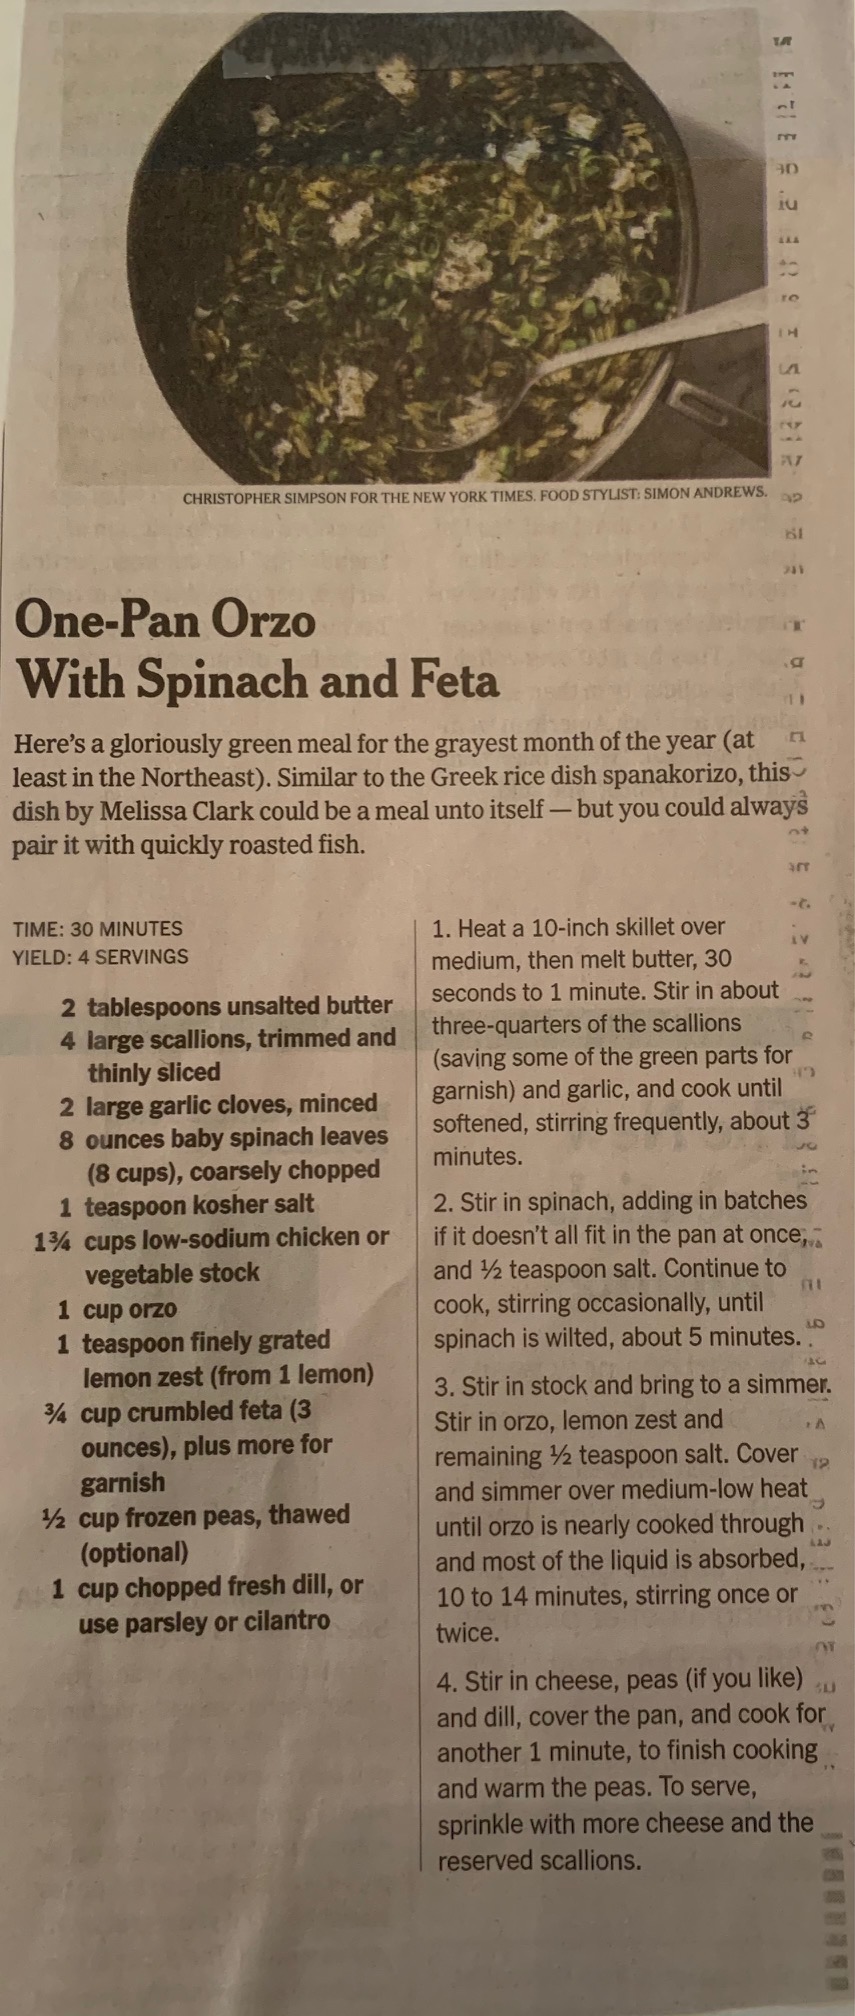 CHRISTOPHER SIMPSON FOR THE NEW YORK TIMES. FOOD STYLIST: SIMON ANDREWS.
One-Pan Orzo
With Spinach and Feta
Here's a gloriously green meal for the grayest month of the year (at
least in the Northeast). Similar to the Greek rice dish spanakorizo, this
dish by Melissa Clark could be a meal unto itself — but you could always
pair it with quickly roasted fish.
TIME: 30 MINUTES
YIELD: 4 SERVINGS
2 tablespoons unsalted butter
4 large scallions, trimmed and
thinly sliced
2 large garlic cloves, minced
8 ounces baby spinach leaves
(8 cups), coarsely chopped
1 teaspoon kosher salt
1¾ cups low-sodium chicken or
vegetable stock
1 cup orzo
1 teaspoon finely grated
lemon zest (from 1 lemon)
¾ cup crumbled feta (3
ounces), plus more for
garnish
½ cup frozen peas, thawed
(optional)
1 cup chopped fresh dill, or
use parsley or cilantro
1. Heat a 10-inch skillet over
medium, then melt butter, 30
seconds to 1 minute. Stir in about
three-quarters of the scallions
(saving some of the green parts for
garnish) and garlic, and cook until
softened, stirring frequently, about 3
minutes.
2. Stir in spinach, adding in batches
if it doesn't all fit in the pan at once,
and ½ teaspoon salt. Continue to
cook, stirring occasionally, until
spinach is wilted, about 5 minutes.
3. Stir in stock and bring to a simmer.
Stir in orzo, lemon zest and
remaining ½ teaspoon salt. Cover
and simmer over medium-low heat
until orzo is nearly cooked through
and most of the liquid is absorbed,
10 to 14 minutes, stirring once or
twice.
4. Stir in cheese, peas (if you like)
and dill, cover the pan, and cook for
another 1 minute, to finish cooking
and warm the peas. To serve,
sprinkle with more cheese and the
reserved scallions.